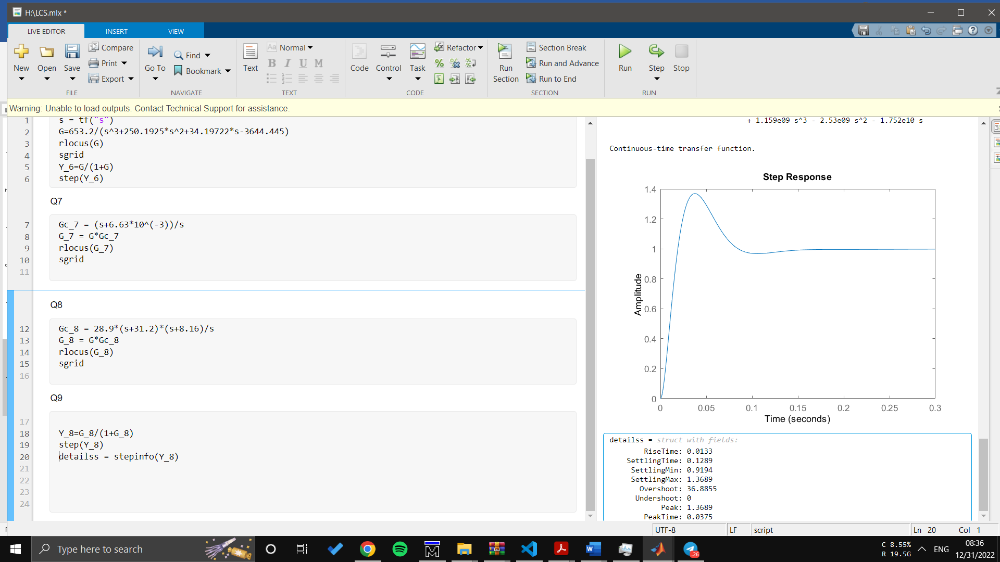 H:\LCS.mlx *
LIVE EDITOR INSERT VIEW
New Open Save Compare Print Export
FILE
Go To Find Bookmark
NAVIGATE
Text Aa Normal B I U M
TEXT
Code Control Task Refactor
CODE
Run Section Section Break Run and Advance Run to End
SECTION
Run Step Stop
RUN
Warning: Unable to load outputs. Contact Technical Support for assistance.
1 s = tf("s")
2 G=653.2/(s^3+250.1925*s^2+34.19722*s-3644.445)
3 rlocus(G)
4 sgrid
5 Y_6=G/(1+G)
6 step(Y_6)
Q7
7 Gc_7 = (s+6.63*10^(-3))/s
8 G_7 = G*Gc_7
9 rlocus(G_7)
10 sgrid
11
Q8
12 Gc_8 = 28.9*(s+31.2)*(s+8.16)/s
13 G_8 = G*Gc_8
14 rlocus(G_8)
15 sgrid
16
Q9
17
18 Y_8=G_8/(1+G_8)
19 step(Y_8)
20 detailss = stepinfo(Y_8)
21
22
23
24
+ 1.159e09 s^3 - 2.53e09 s^2 - 1.752e10 s
Continuous-time transfer function.
Step Response
1.4
1.2
1
0.8
0.6
0.4
0.2
0
Amplitude
0 0.05 0.1 0.15 0.2 0.25 0.3
Time (seconds)
detailss = struct with fields:
RiseTime: 0.0133
SettlingTime: 0.1289
SettlingMin: 0.9194
SettlingMax: 1.3689
Overshoot: 36.8855
Undershoot: 0
Peak: 1.3689
PeakTime: 0.0375
UTF-8 LF script Ln 20 Col 1
Type here to search
26
C 8.55%
R 19.5G
ENG
08:36
12/31/2022